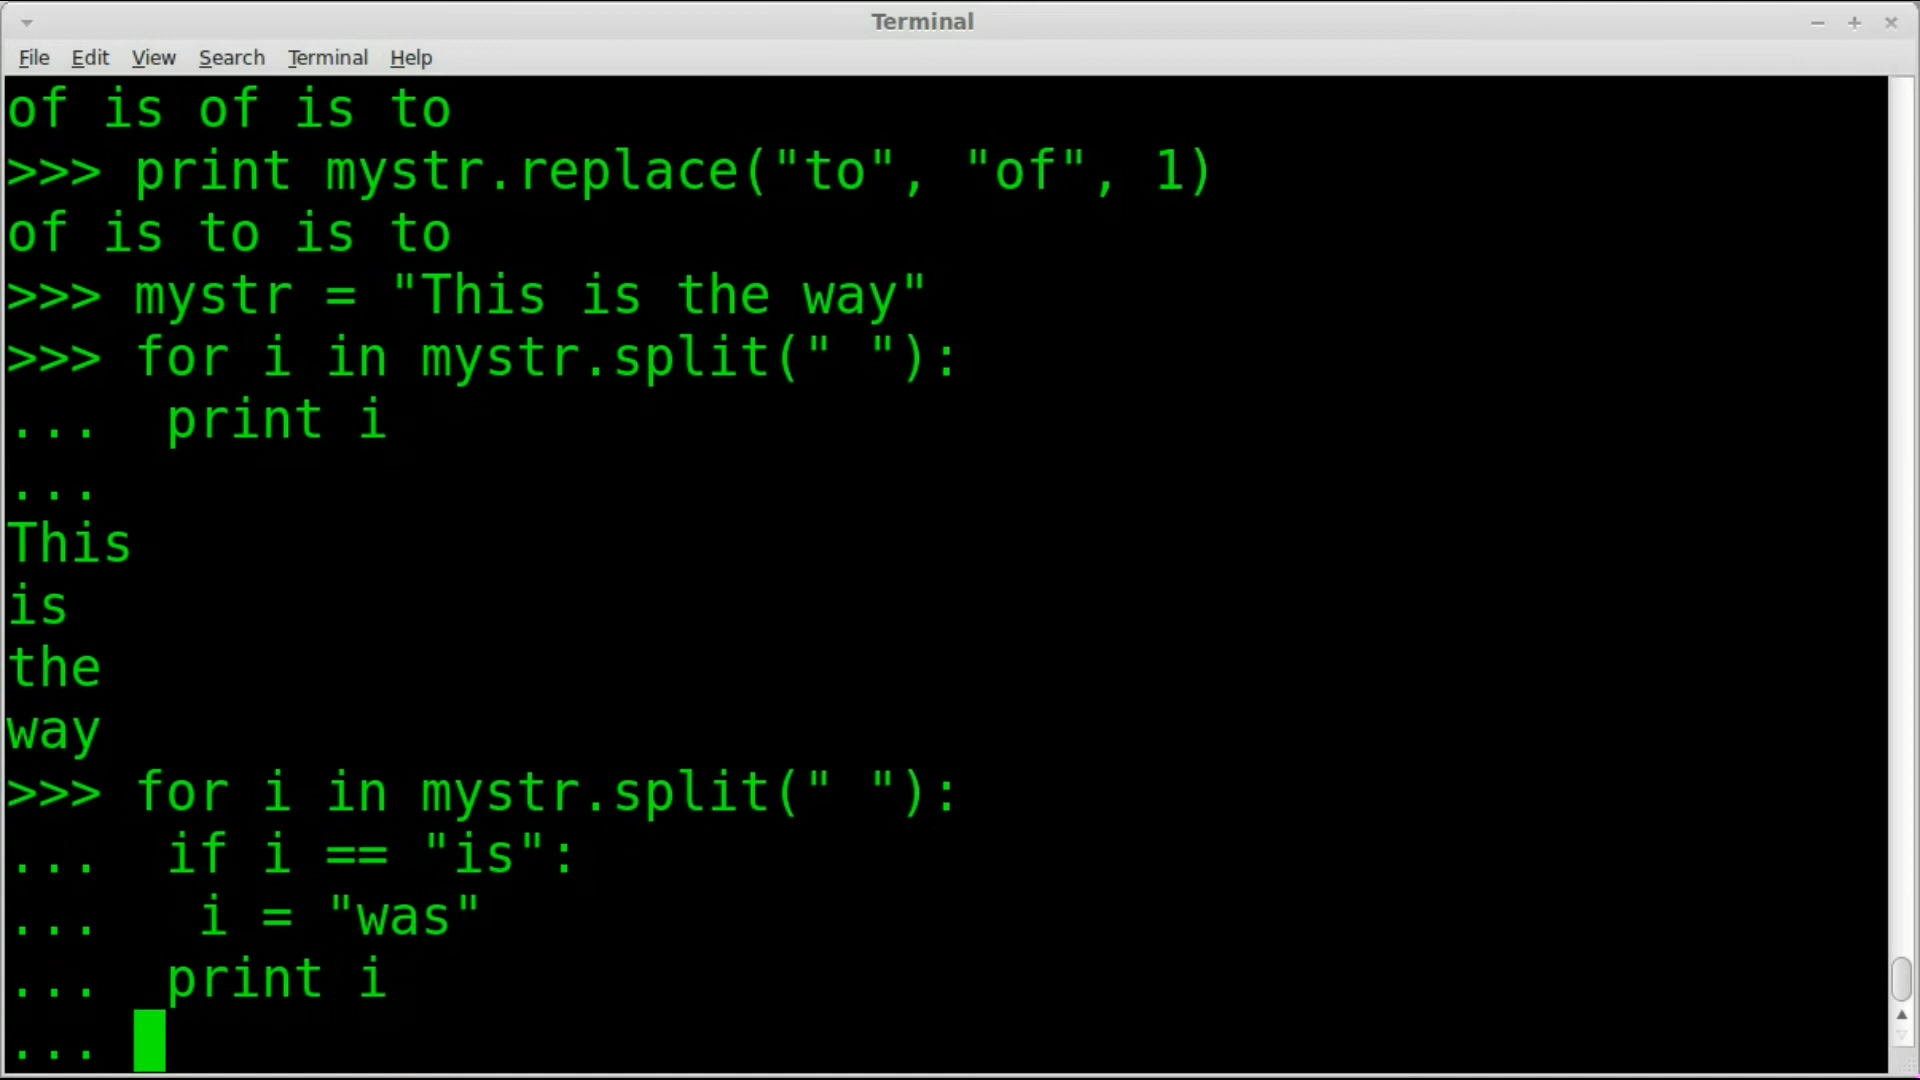 Terminal
File Edit View Search Terminal Help
of is of is to
>>> print mystr.replace("to", "of", 1)
of is to is to
>>> mystr = "This is the way"
>>> for i in mystr.split(" "):
...  print i
...
This
is
the
way
>>> for i in mystr.split(" "):
...  if i == "is":
...   i = "was"
...  print i
...